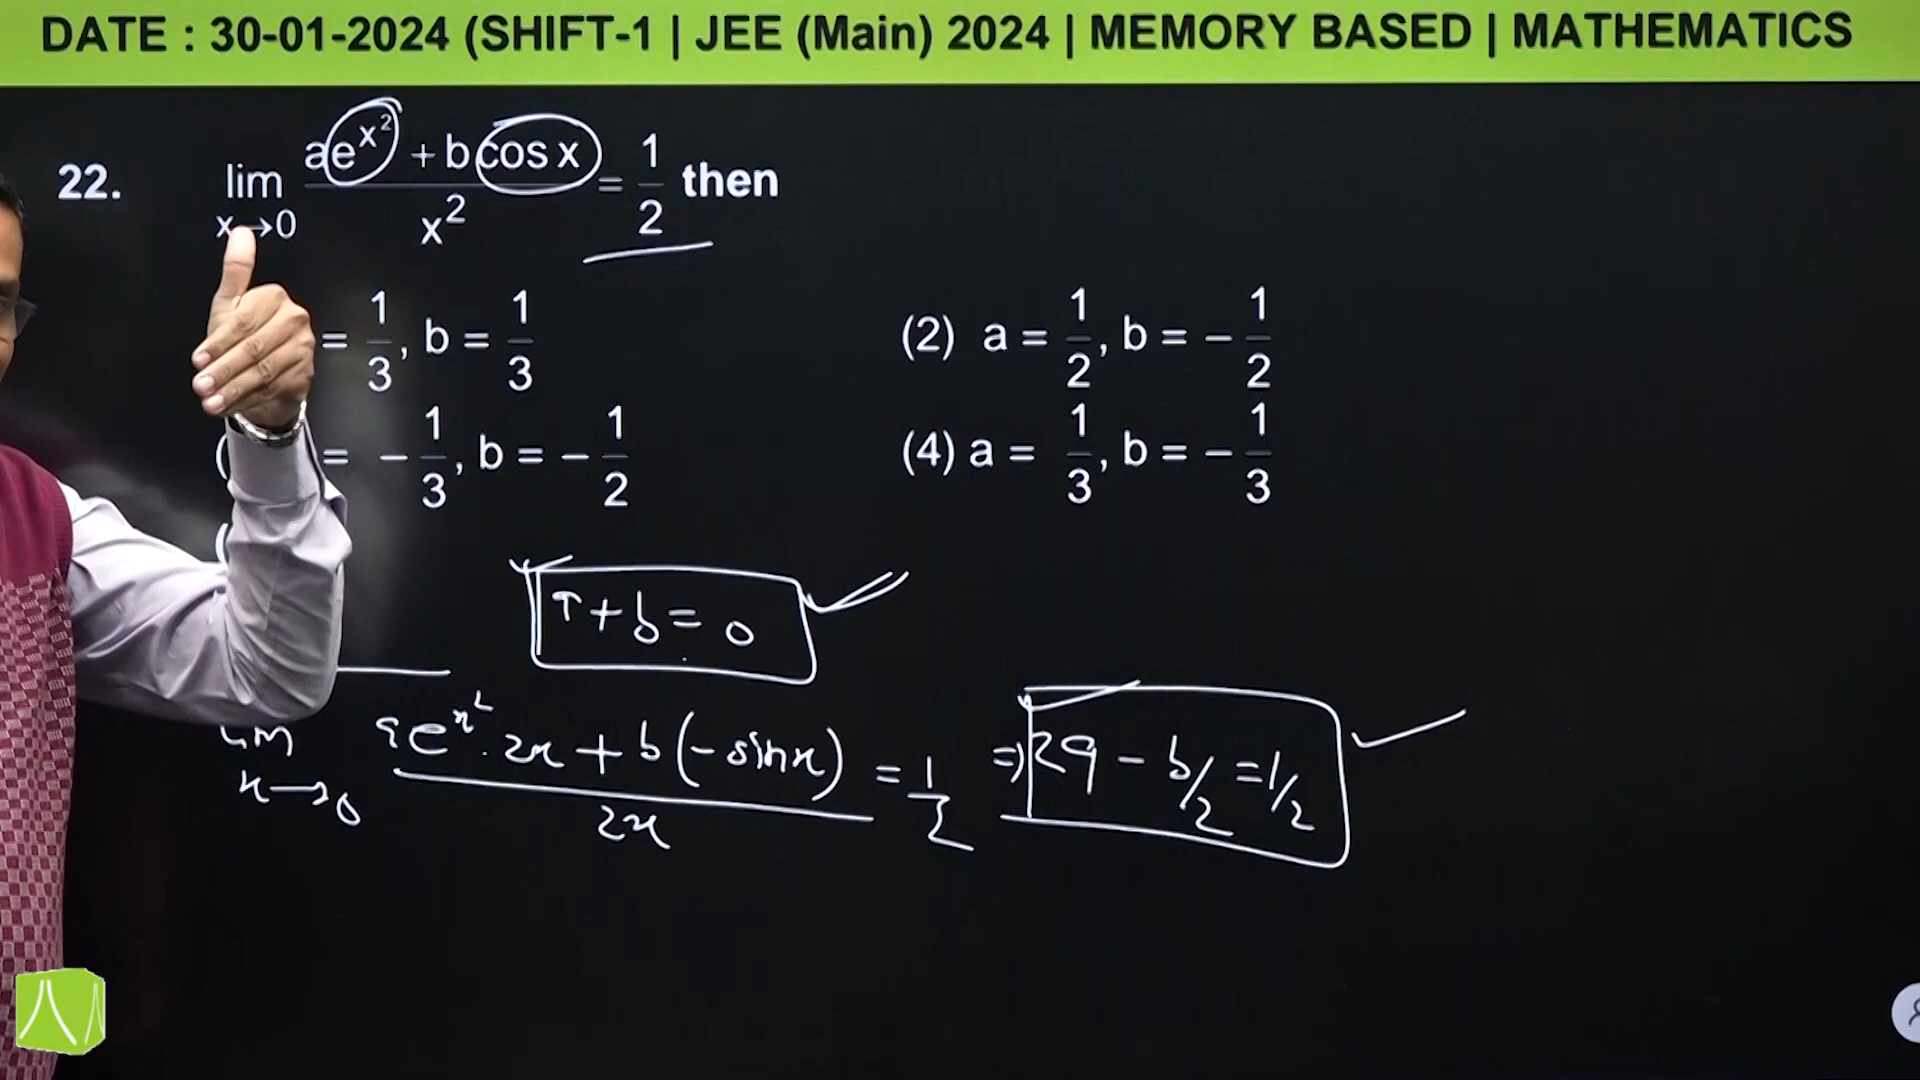 DATE : 30-01-2024 (SHIFT-1 | JEE (Main) 2024 | MEMORY BASED | MATHEMATICS
22. lim x→0 (ae^x² + b cos x)/x² = 1/2 then
= 1/3, b = 1/3
(2) a = 1/2, b = -1/2
( = -1/3, b = -1/2
(4) a = 1/3, b = -1/3
+ b = 0
lim x→0 (ae^x² . 2x + b(-sinx))/2x = 1/2 ⇒ 2a - b/2 = 1/2